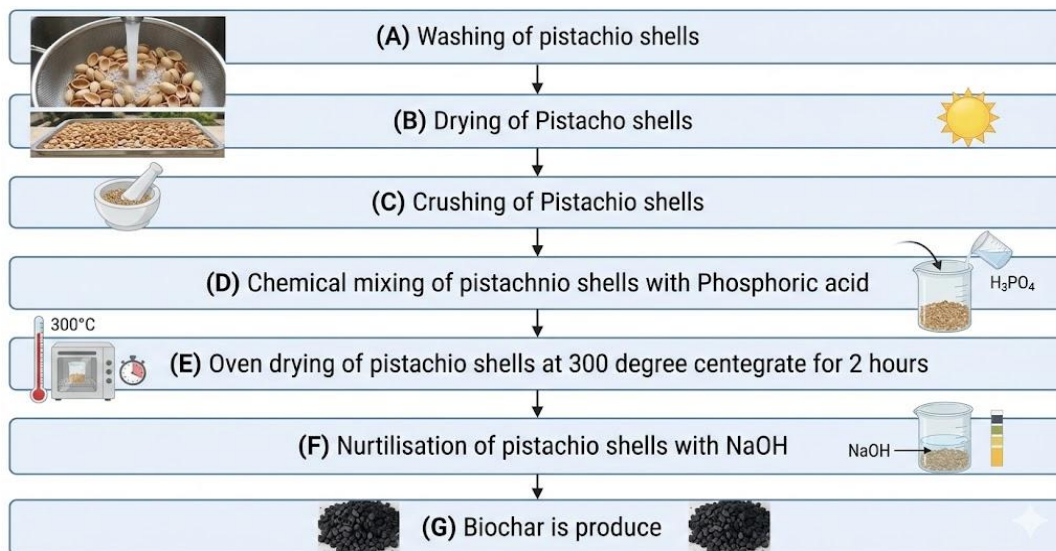 (A) Washing of pistachio shells
(B) Drying of Pistacho shells
(C) Crushing of Pistachio shells
(D) Chemical mixing of pistachnio shells with Phosphoric acid
H₃PO₄
300°C
(E) Oven drying of pistachio shells at 300 degree centegrate for 2 hours
(F) Nurtilisation of pistachio shells with NaOH
NaOH
(G) Biochar is produce